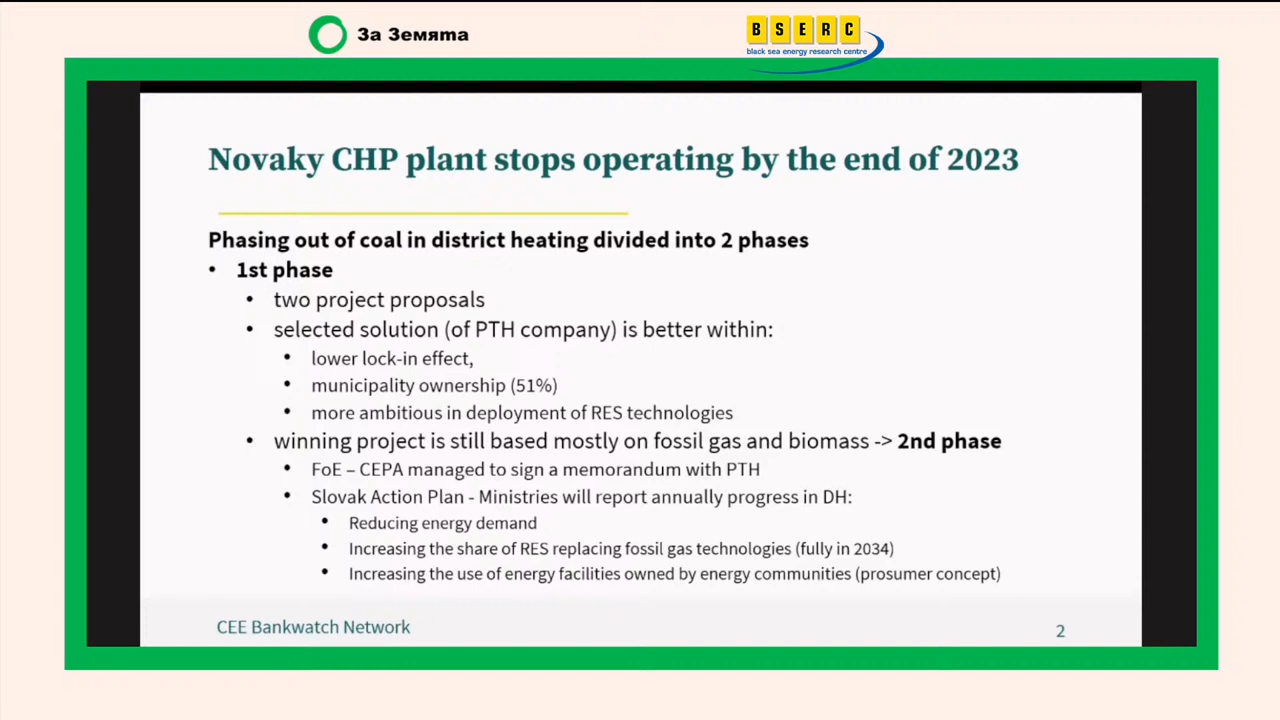 За Земята
BSERC
black sea energy research centre
Novaky CHP plant stops operating by the end of 2023
Phasing out of coal in district heating divided into 2 phases
• 1st phase
• two project proposals
• selected solution (of PTH company) is better within:
• lower lock-in effect,
• municipality ownership (51%)
• more ambitious in deployment of RES technologies
• winning project is still based mostly on fossil gas and biomass -> 2nd phase
• FoE – CEPA managed to sign a memorandum with PTH
• Slovak Action Plan - Ministries will report annually progress in DH:
• Reducing energy demand
• Increasing the share of RES replacing fossil gas technologies (fully in 2034)
• Increasing the use of energy facilities owned by energy communities (prosumer concept)
CEE Bankwatch Network
2